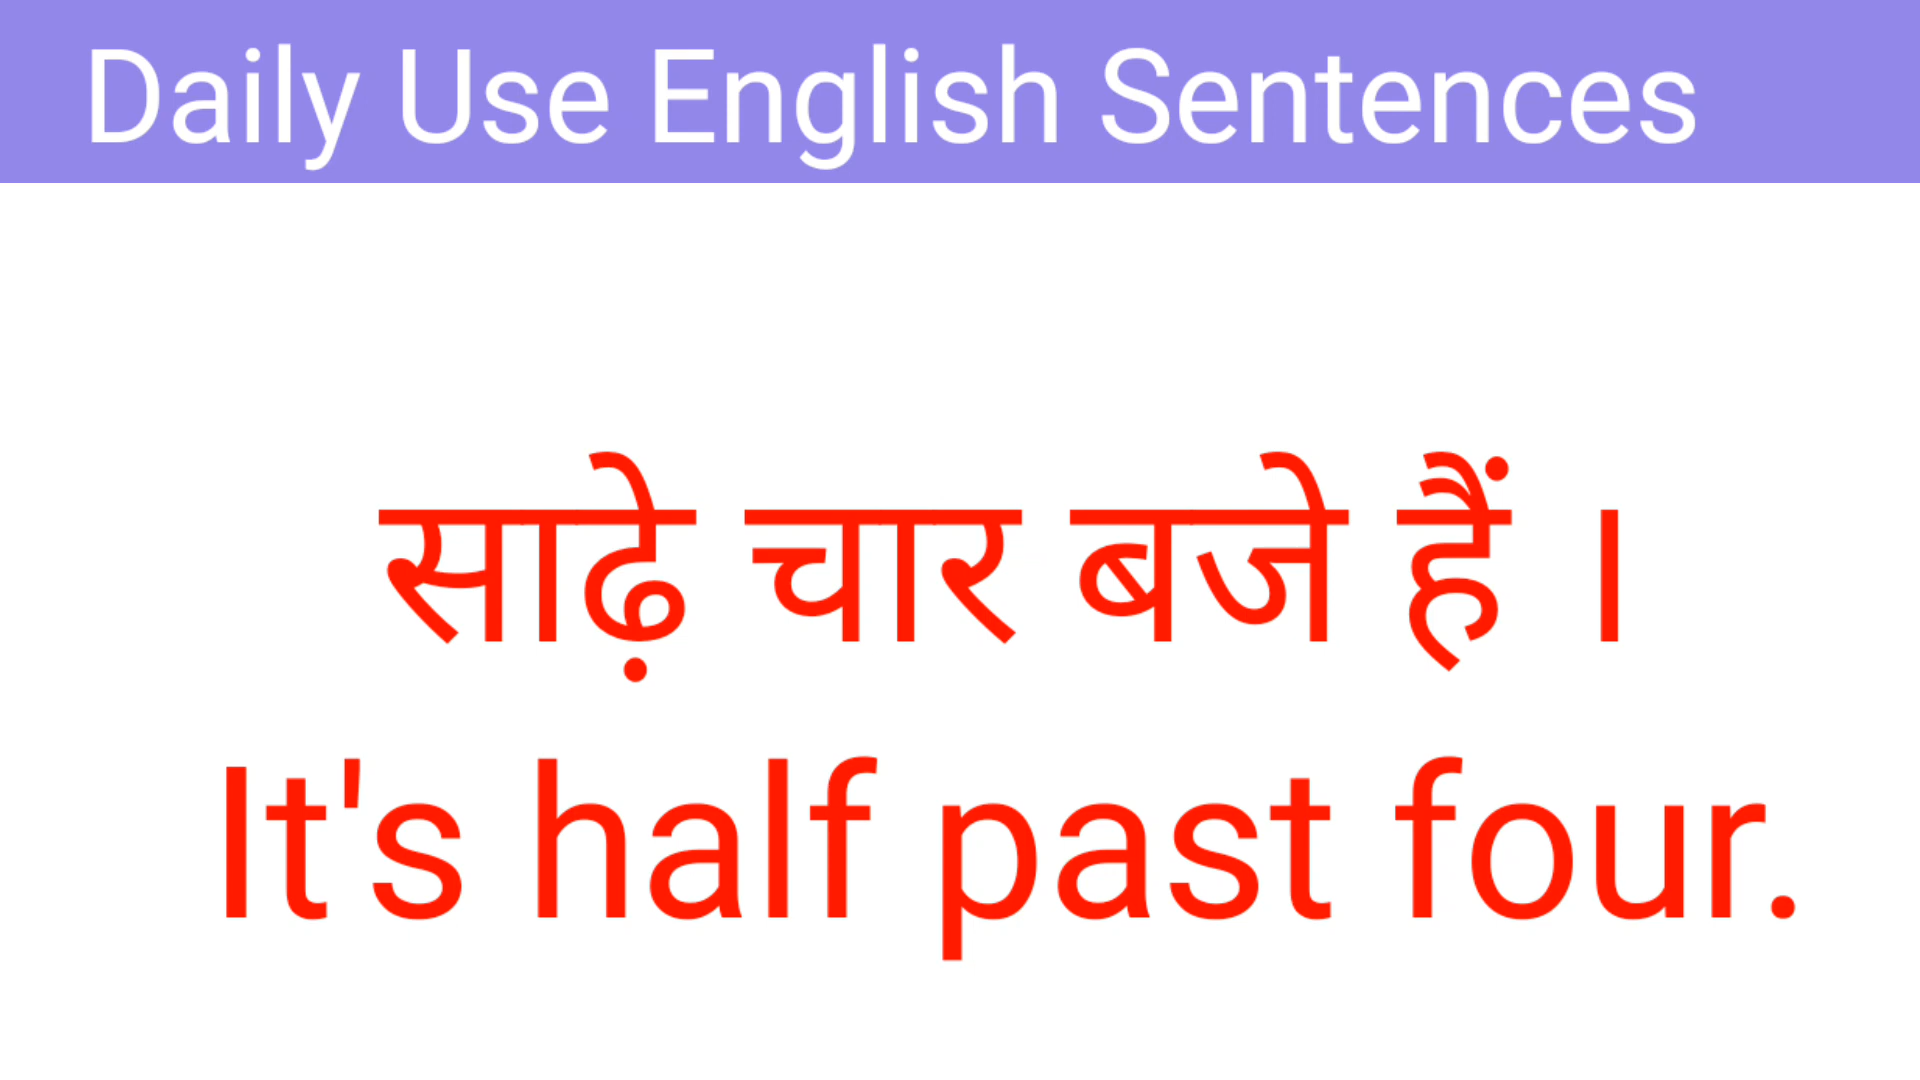 Daily Use English Sentences
साढ़े चार बजे हैं ।
It's half past four.